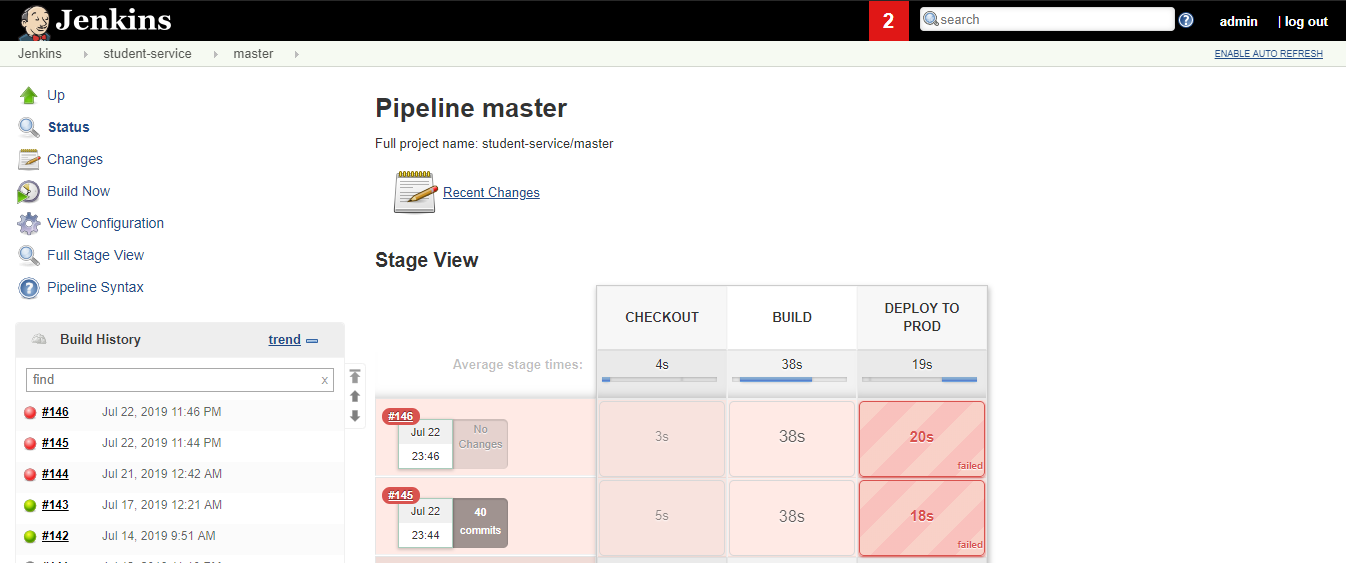 Jenkins
2
search
?
admin
| log out
Jenkins
student-service
master
ENABLE AUTO REFRESH
Up
Status
Changes
Build Now
View Configuration
Full Stage View
Pipeline Syntax
Build History
trend
find
x
#146 Jul 22, 2019 11:46 PM
#145 Jul 22, 2019 11:44 PM
#144 Jul 21, 2019 12:42 AM
#143 Jul 17, 2019 12:21 AM
#142 Jul 14, 2019 9:51 AM
Pipeline master
Full project name: student-service/master
Recent Changes
Stage View
CHECKOUT
BUILD
DEPLOY TO
PROD
Average stage times:
4s
38s
19s
#146
Jul 22
23:46
No
Changes
3s
38s
20s
failed
#145
Jul 22
23:44
40
commits
5s
38s
18s
failed